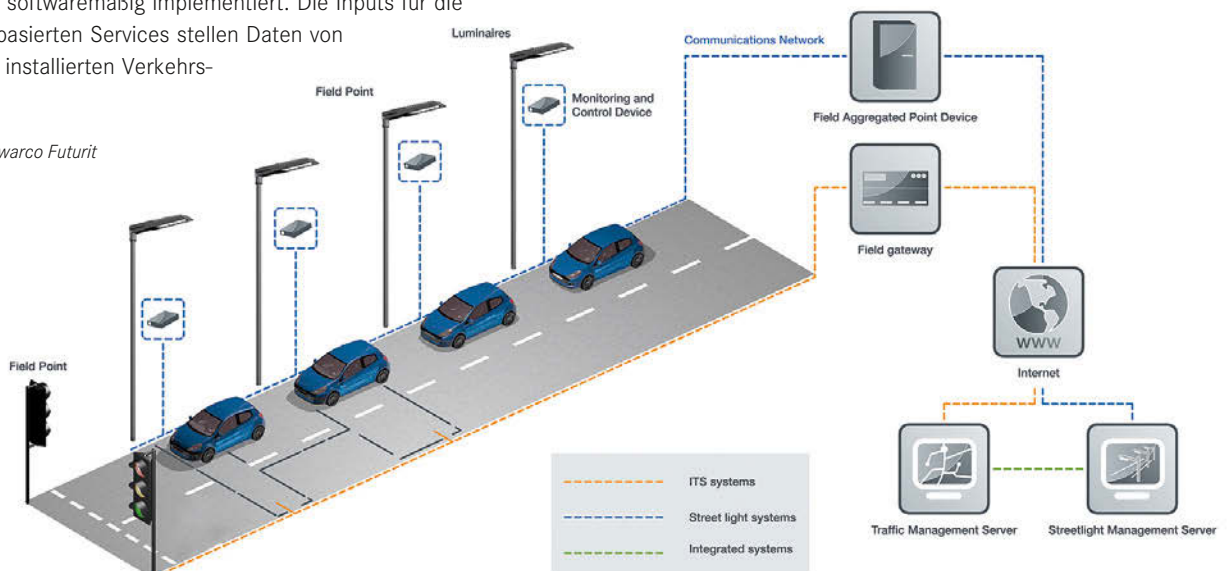 softwaremäßig implementiert. Die Inputs für die
basierten Services stellen Daten von
installierten Verkehrs-
warco Futurit
Field Point
Field Point
Luminaires
Monitoring and
Control Device
Communications Network
Field Aggregated Point Device
Field gateway
WWW
Internet
Traffic Management Server
Streetlight Management Server
ITS systems
Street light systems
Integrated systems